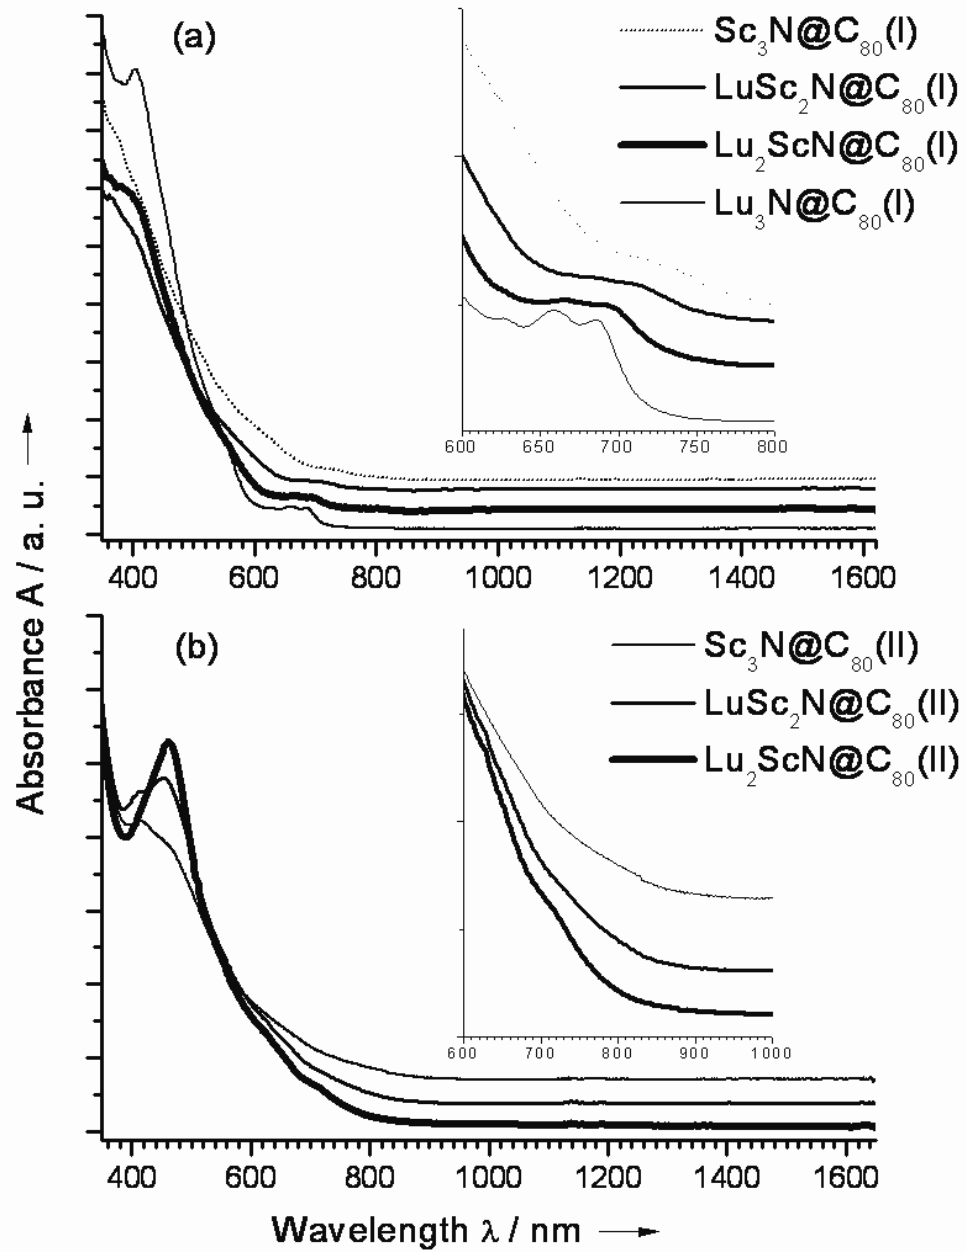 (a)
Sc3N@C80(I)
LuSc2N@C80(I)
Lu2ScN@C80(I)
Lu3N@C80(I)
600 650 700 750 800
400 600 800 1000 1200 1400 1600
Absorbance A / a. u.
(b)
Sc3N@C80(II)
LuSc2N@C80(II)
Lu2ScN@C80(II)
600 700 800 900 1000
400 600 800 1000 1200 1400 1600
Wavelength λ / nm